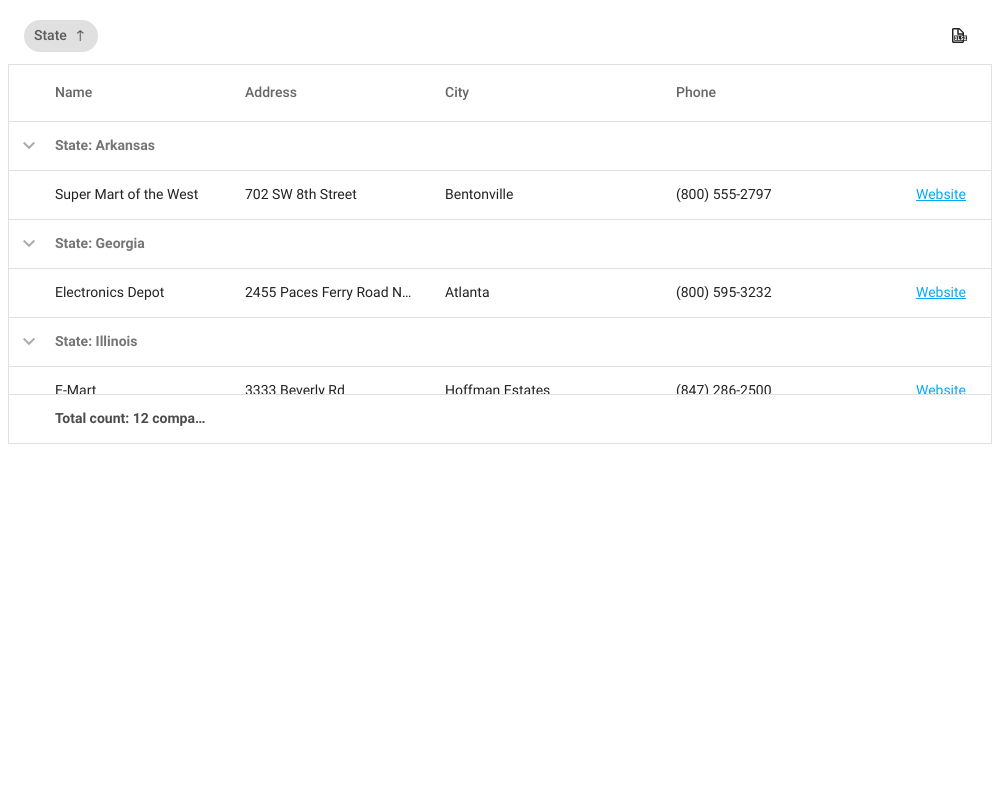 State ↑
Name Address City Phone
State: Arkansas
Super Mart of the West 702 SW 8th Street Bentonville (800) 555-2797 Website
State: Georgia
Electronics Depot 2455 Paces Ferry Road N... Atlanta (800) 595-3232 Website
State: Illinois
E-Mart 3333 Beverly Rd Hoffman Estates (847) 286-2500 Website
Total count: 12 compa...